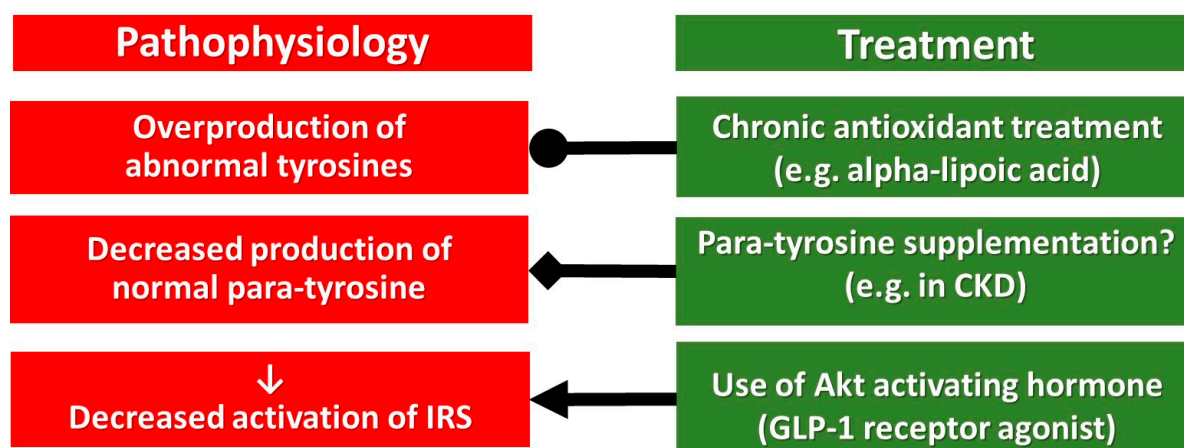 Pathophysiology
Treatment
Overproduction of
abnormal tyrosines
Chronic antioxidant treatment
(e.g. alpha-lipoic acid)
Decreased production of
normal para-tyrosine
Para-tyrosine supplementation?
(e.g. in CKD)
↓
Decreased activation of IRS
Use of Akt activating hormone
(GLP-1 receptor agonist)